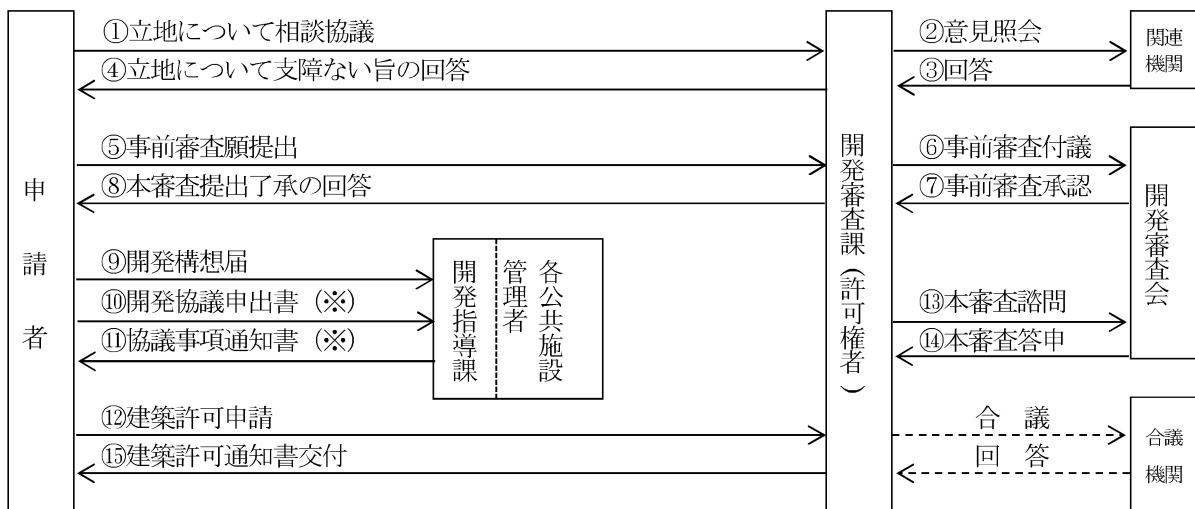 申請者
①立地について相談協議
④立地について支障ない旨の回答
⑤事前審査願提出
⑧本審査提出了承の回答
⑨開発構想届
⑩開発協議申出書（※）
⑪協議事項通知書（※）
⑫建築許可申請
⑮建築許可通知書交付
開発指導課
各公共施設
管理者
開発審査課（許可権者）
②意見照会
③回答
⑥事前審査付議
⑦事前審査承認
⑬本審査諮問
⑭本審査答申
合　議
回　答
関連
機関
開発審査会
合議
機関